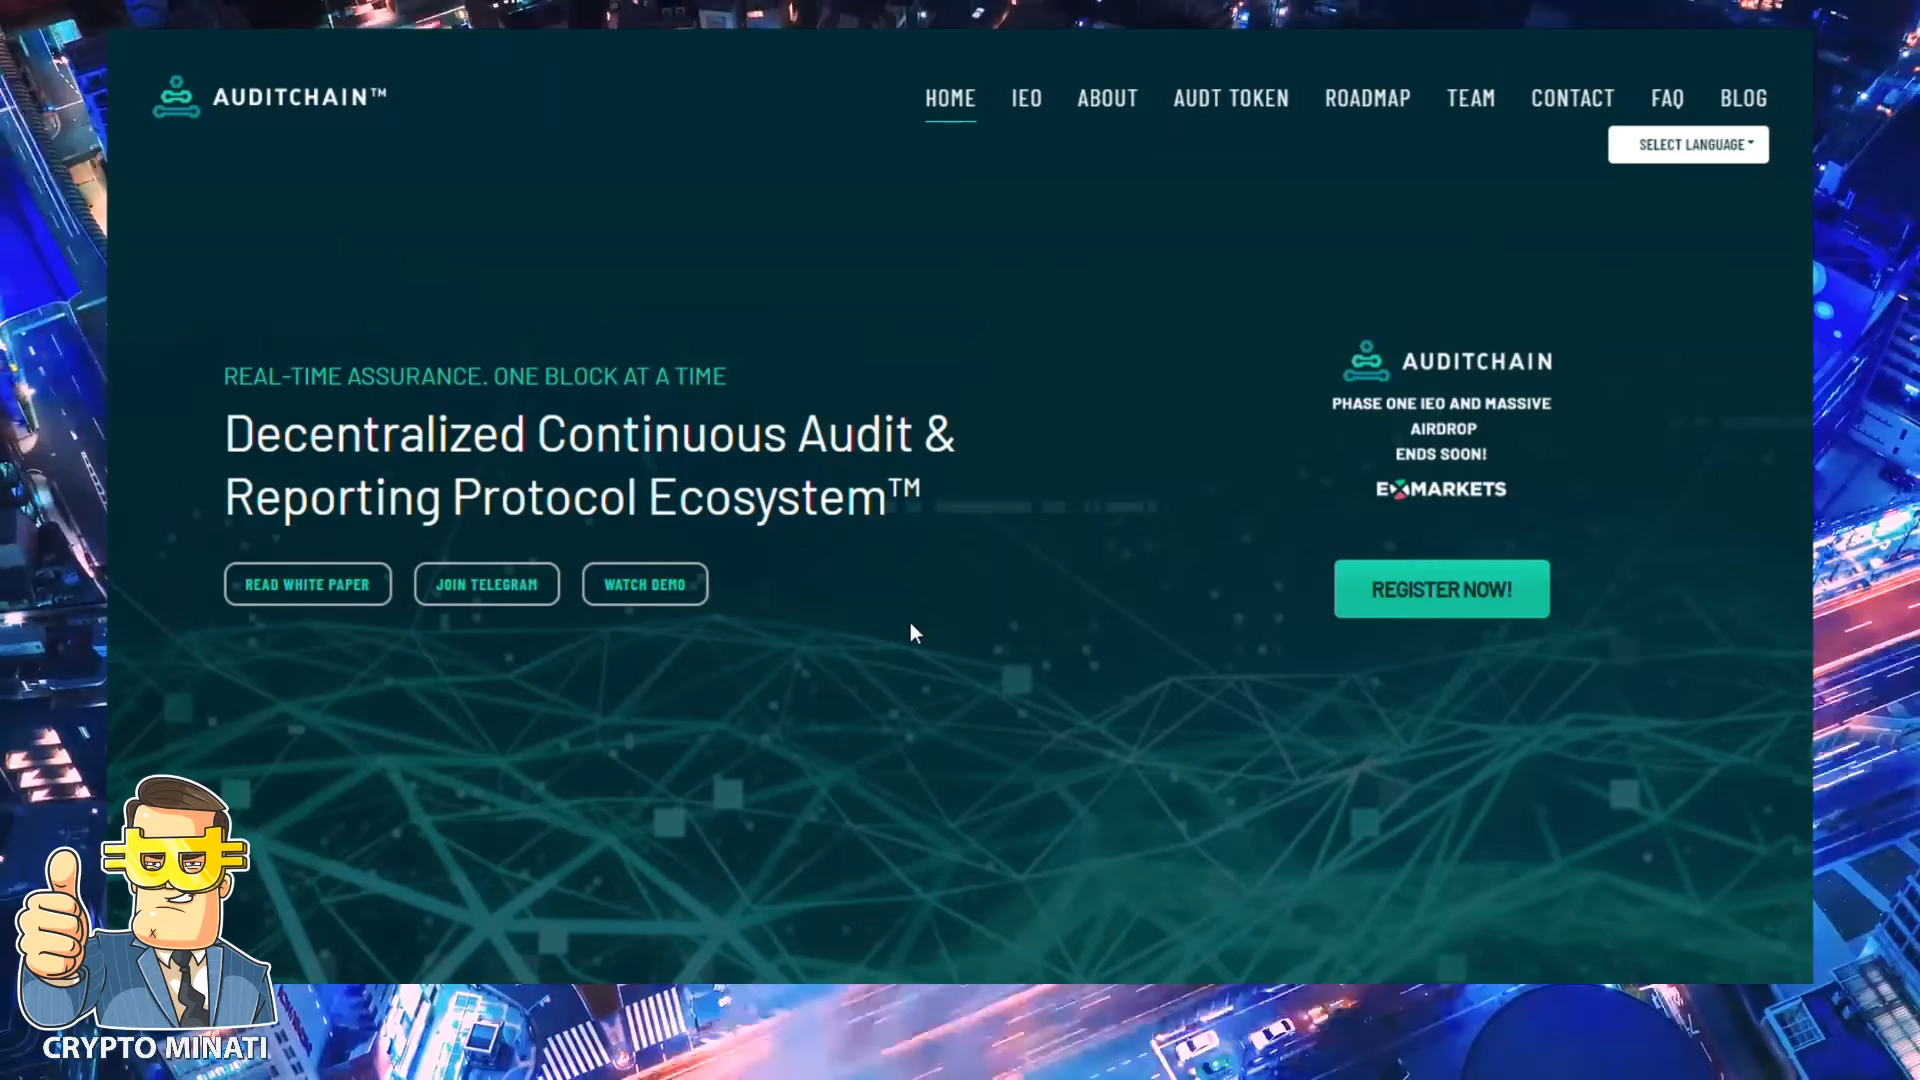 AUDITCHAIN™
HOME IEO ABOUT AUDT TOKEN ROADMAP TEAM CONTACT FAQ BLOG
SELECT LANGUAGE
REAL-TIME ASSURANCE. ONE BLOCK AT A TIME
Decentralized Continuous Audit &
Reporting Protocol Ecosystem™
READ WHITE PAPER JOIN TELEGRAM WATCH DEMO
AUDITCHAIN
PHASE ONE IEO AND MASSIVE
AIRDROP
ENDS SOON!
EXMARKETS
REGISTER NOW!
CRYPTO MINATI